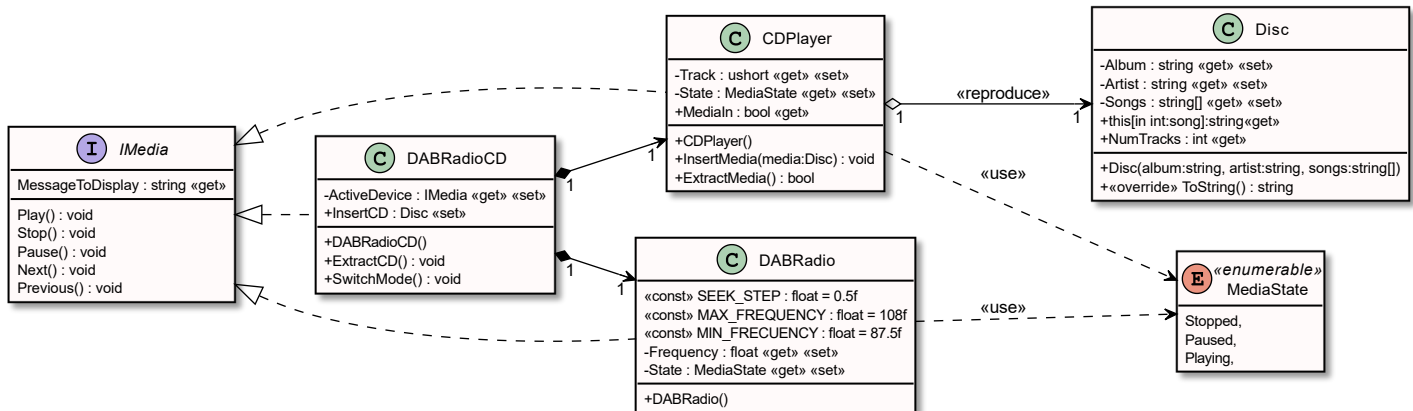 I IMedia
MessageToDisplay : string «get»
Play() : void
Stop() : void
Pause() : void
Next() : void
Previous() : void
C DABRadioCD
-ActiveDevice : IMedia «get» «set»
+InsertCD : Disc «set»
+DABRadioCD()
+ExtractCD() : void
+SwitchMode() : void
1
1
1
1
C CDPlayer
-Track : ushort «get» «set»
-State : MediaState «get» «set»
+MediaIn : bool «get»
+CDPlayer()
+InsertMedia(media:Disc) : void
+ExtractMedia() : bool
C DABRadio
«const» SEEK_STEP : float = 0.5f
«const» MAX_FREQUENCY : float = 108f
«const» MIN_FRECUENCY : float = 87.5f
-Frequency : float «get» «set»
-State : MediaState «get» «set»
+DABRadio()
1
«reproduce»
1
«use»
«use»
C Disc
-Album : string «get» «set»
-Artist : string «get» «set»
-Songs : string[] «get» «set»
+this[in int:song]:string«get»
+NumTracks : int «get»
+Disc(album:string, artist:string, songs:string[])
+«override» ToString() : string
E «enumerable»
MediaState
Stopped,
Paused,
Playing,